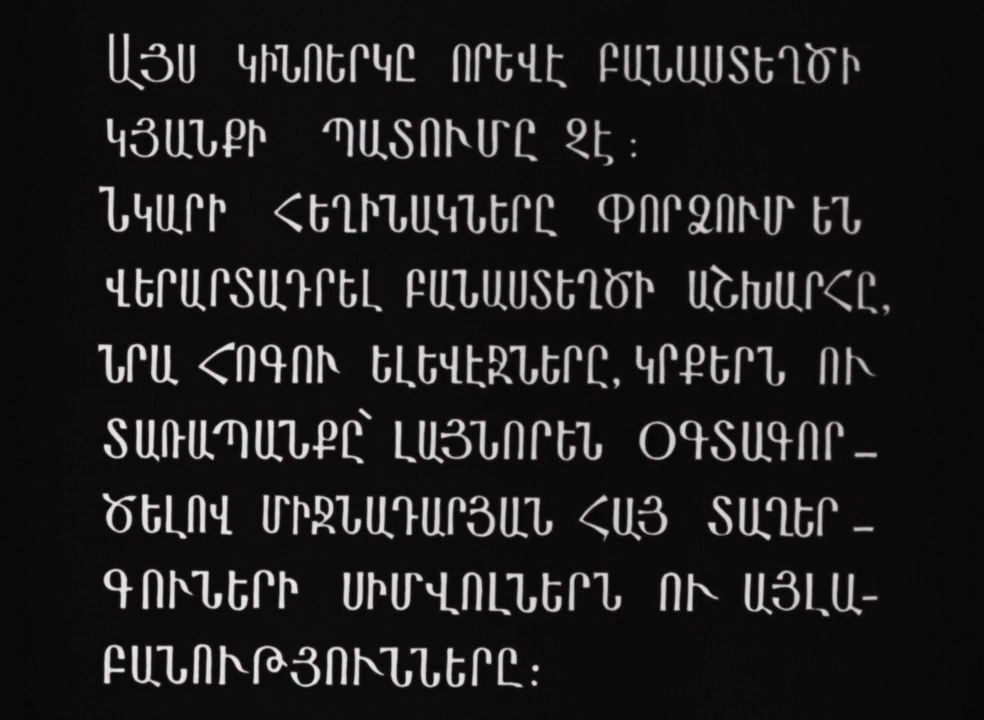 Այս կինոերկը որևէ բանաստեղծի
կյանքի պատումը չէ:
Նկարի հեղինակները փորձում են
վերարտադրել բանաստեղծի աշխարհը,
նրա հոգու ելեվէջները, կրքերն ու
տառապանքը՝ լայնորեն օգտագոր–
ծելով միջնադարյան հայ տաղեր–
գուների սիմվոլներն ու այլա–
բանությունները: